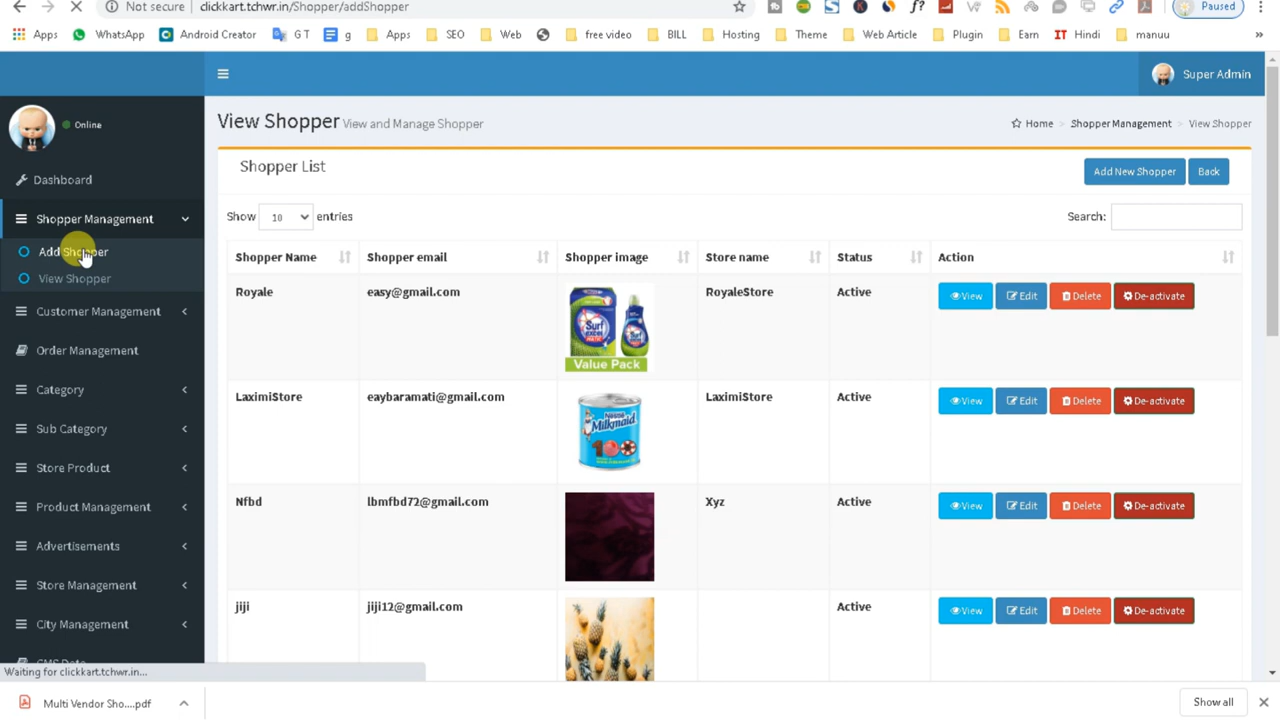 Not secure clickkart.tchwr.in/Shopper/addShopper Paused
Apps WhatsApp Android Creator G T g Apps SEO Web free video BILL Hosting Theme Web Article Plugin Earn IT Hindi manuu »
Super Admin
Online
Dashboard
Shopper Management
Add Shopper
View Shopper
Customer Management
Order Management
Category
Sub Category
Store Product
Product Management
Advertisements
Store Management
City Management
View Shopper View and Manage Shopper
Home > Shopper Management > View Shopper
Shopper List
Add New Shopper Back
Show 10 entries
Search:
Shopper Name Shopper email Shopper image Store name Status Action
Royale easy@gmail.com RoyaleStore Active View Edit Delete De-activate
Surf excel
MATIC
Value Pack
LaximiStore eaybaramati@gmail.com LaximiStore Active View Edit Delete De-activate
Nestle
Milkmaid
100
Nfbd lbmfbd72@gmail.com Xyz Active View Edit Delete De-activate
jiji jiji12@gmail.com Active View Edit Delete De-activate
Waiting for clickkart.tchwr.in...
Multi Vendor Sho....pdf
Show all